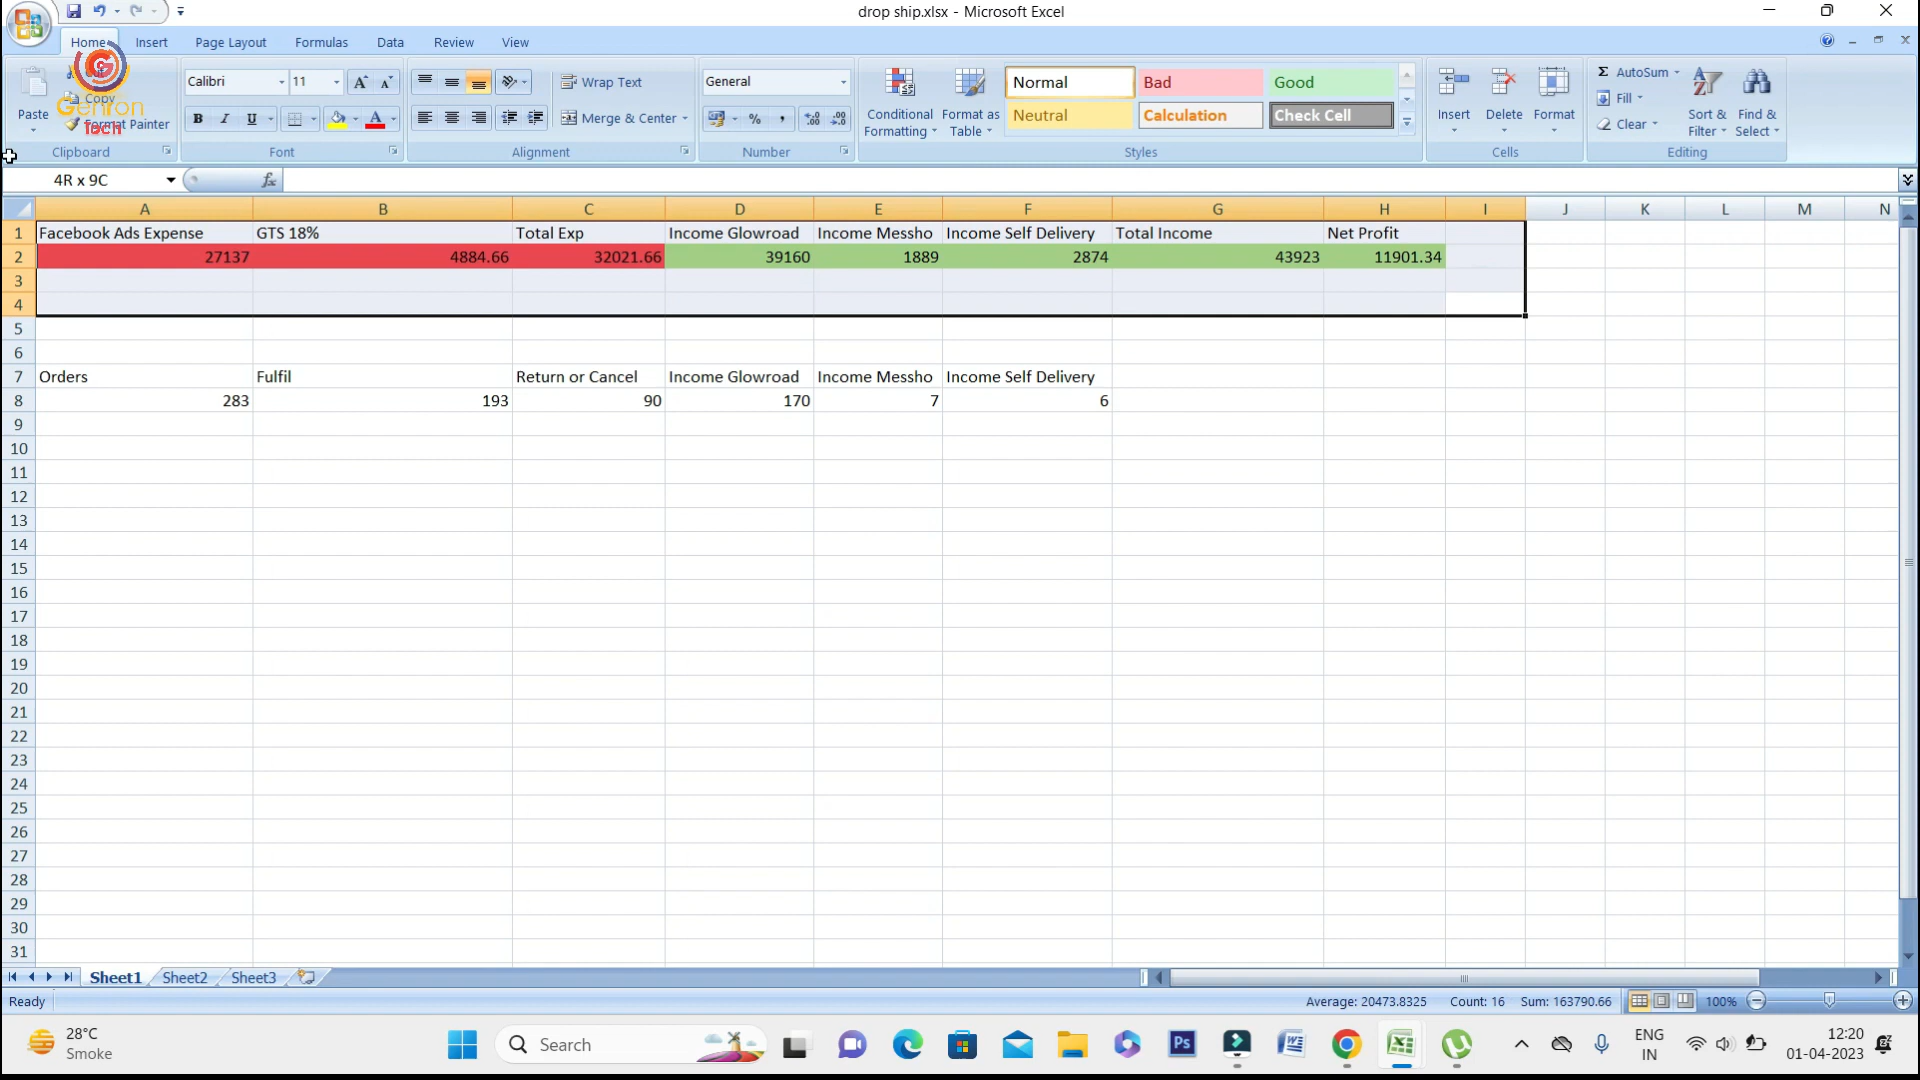 drop ship.xlsx - Microsoft Excel
Home Insert Page Layout Formulas Data Review View
Paste
Cut
Copy
Format Painter
Genron
Tech
Clipboard
Calibri 11
B I U
Font
Wrap Text
Merge & Center
Alignment
General
Number
Conditional Formatting
Format as Table
Normal Bad Good
Neutral Calculation Check Cell
Styles
Insert Delete Format
Cells
Σ AutoSum
Fill
Clear
Sort & Filter
Find & Select
Editing
4R x 9C fx
A B C D E F G H I J K L M N
1 Facebook Ads Expense GTS 18% Total Exp Income Glowroad Income Messho Income Self Delivery Total Income Net Profit
2 27137 4884.66 32021.66 39160 1889 2874 43923 11901.34
3
4
5
6
7 Orders Fulfil Return or Cancel Income Glowroad Income Messho Income Self Delivery
8 283 193 90 170 7 6
9
10
11
12
13
14
15
16
17
18
19
20
21
22
23
24
25
26
27
28
29
30
31
Sheet1 Sheet2 Sheet3
Ready Average: 20473.8325 Count: 16 Sum: 163790.66 100%
28°C
Smoke
Search
Ps
ENG
IN
12:20
01-04-2023